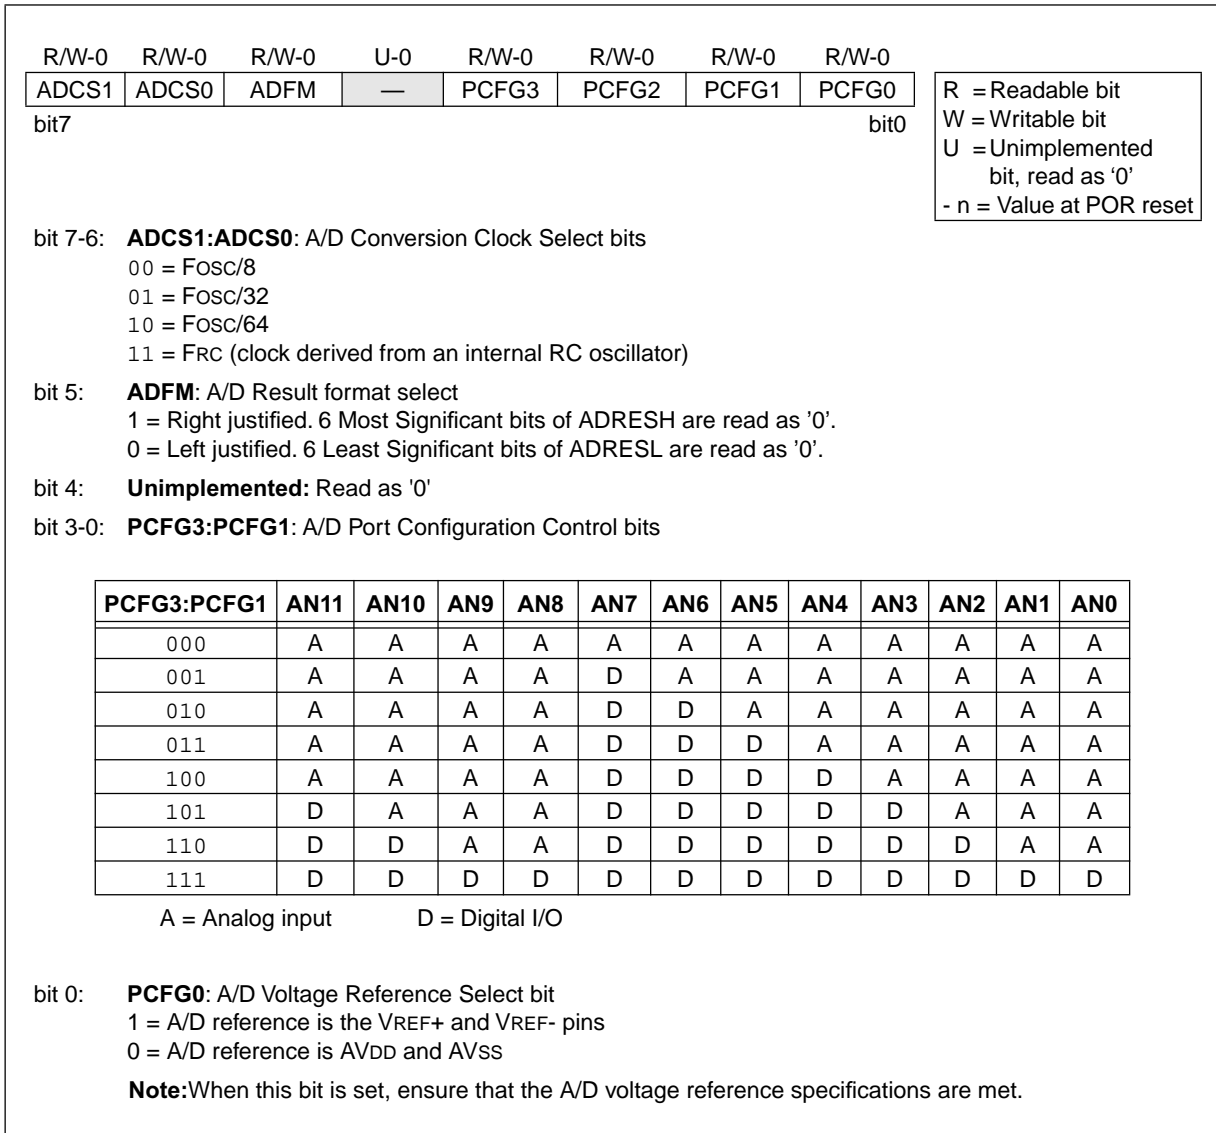 R/W-0 R/W-0 R/W-0 U-0 R/W-0 R/W-0 R/W-0 R/W-0
ADCS1 ADCS0 ADFM — PCFG3 PCFG2 PCFG1 PCFG0
bit7 bit0
R =Readable bit
W =Writable bit
U =Unimplemented
bit, read as ‘0’
- n = Value at POR reset
bit 7-6: ADCS1:ADCS0: A/D Conversion Clock Select bits
00 = FOSC/8
01 = FOSC/32
10 = FOSC/64
11 = FRC (clock derived from an internal RC oscillator)
bit 5: ADFM: A/D Result format select
1 = Right justified. 6 Most Significant bits of ADRESH are read as ’0’.
0 = Left justified. 6 Least Significant bits of ADRESL are read as ’0’.
bit 4: Unimplemented: Read as '0'
bit 3-0: PCFG3:PCFG1: A/D Port Configuration Control bits
PCFG3:PCFG1 AN11 AN10 AN9 AN8 AN7 AN6 AN5 AN4 AN3 AN2 AN1 AN0
000 A A A A A A A A A A A A
001 A A A A D A A A A A A A
010 A A A A D D A A A A A A
011 A A A A D D D A A A A A
100 A A A A D D D D A A A A
101 D A A A D D D D D A A A
110 D D A A D D D D D D A A
111 D D D D D D D D D D D D
A = Analog input D = Digital I/O
bit 0: PCFG0: A/D Voltage Reference Select bit
1 = A/D reference is the VREF+ and VREF- pins
0 = A/D reference is AVDD and AVSS
Note:When this bit is set, ensure that the A/D voltage reference specifications are met.